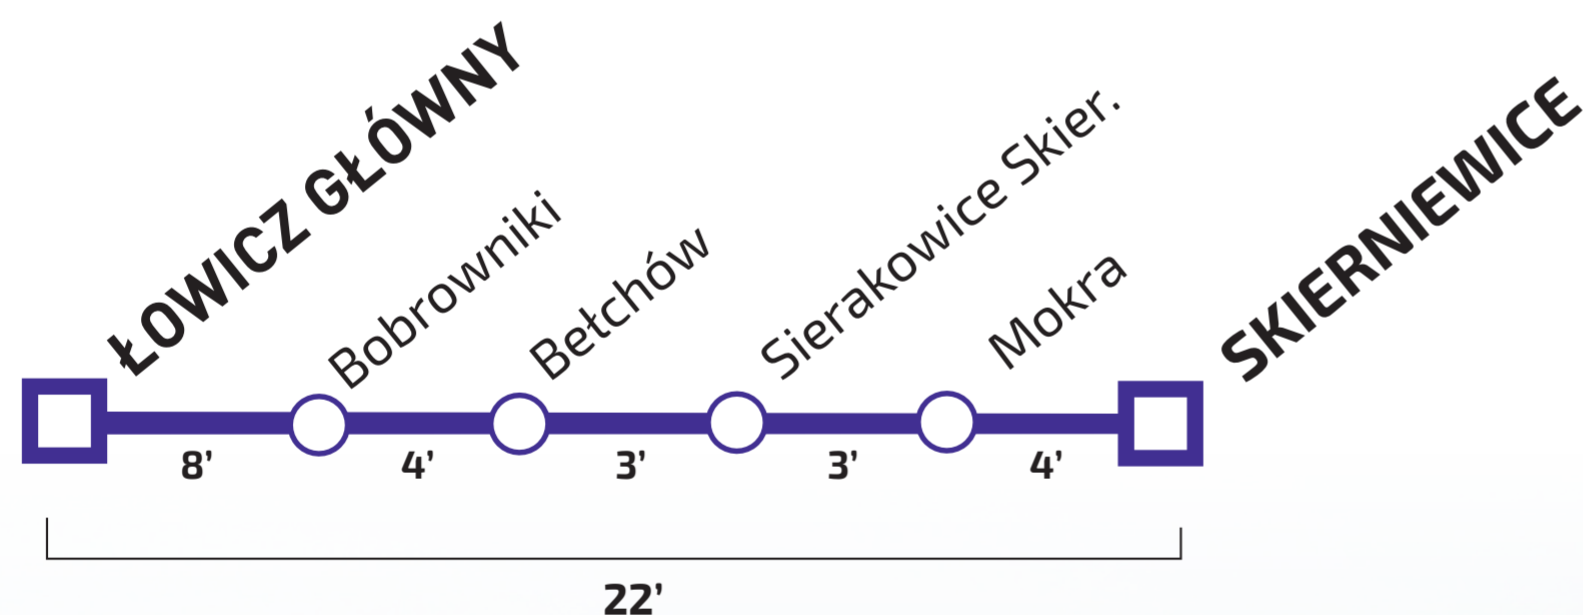 ŁOWICZ GŁÓWNY
Bobrowniki
Bełchów
Sierakowice Skier.
Mokra
SKIERNIEWICE
8’
4’
3’
3’
4’
22’